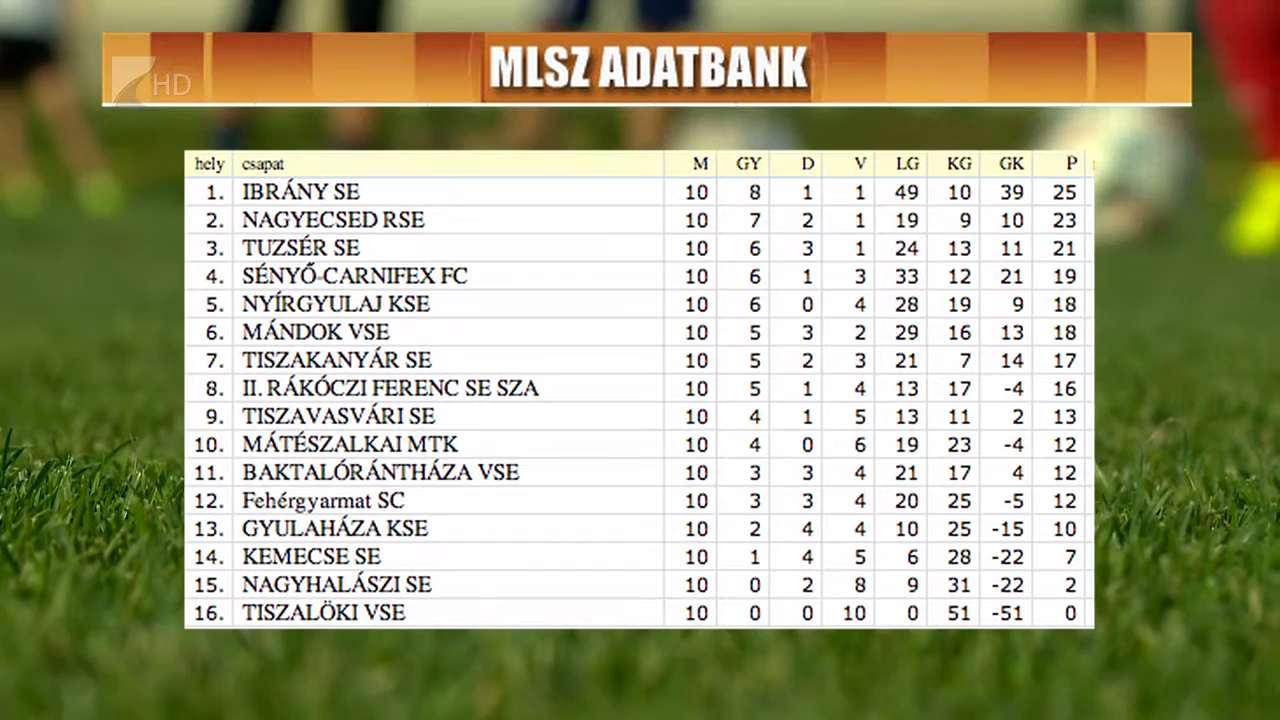 MLSZ ADATBANK
HD
hely csapat M GY D V LG KG GK P
1. IBRÁNY SE 10 8 1 1 49 10 39 25
2. NAGYECSED RSE 10 7 2 1 19 9 10 23
3. TUZSÉR SE 10 6 3 1 24 13 11 21
4. SÉNYŐ-CARNIFEX FC 10 6 1 3 33 12 21 19
5. NYÍRGYULAJ KSE 10 6 0 4 28 19 9 18
6. MÁNDOK VSE 10 5 3 2 29 16 13 18
7. TISZAKANYÁR SE 10 5 2 3 21 7 14 17
8. II. RÁKÓCZI FERENC SE SZA 10 5 1 4 13 17 -4 16
9. TISZAVASVÁRI SE 10 4 1 5 13 11 2 13
10. MÁTÉSZALKAI MTK 10 4 0 6 19 23 -4 12
11. BAKTALÓRÁNTHÁZA VSE 10 3 3 4 21 17 4 12
12. Fehérgyarmat SC 10 3 3 4 20 25 -5 12
13. GYULAHÁZA KSE 10 2 4 4 10 25 -15 10
14. KEMECSE SE 10 1 4 5 6 28 -22 7
15. NAGYHALÁSZI SE 10 0 2 8 9 31 -22 2
16. TISZALÖKI VSE 10 0 0 10 0 51 -51 0